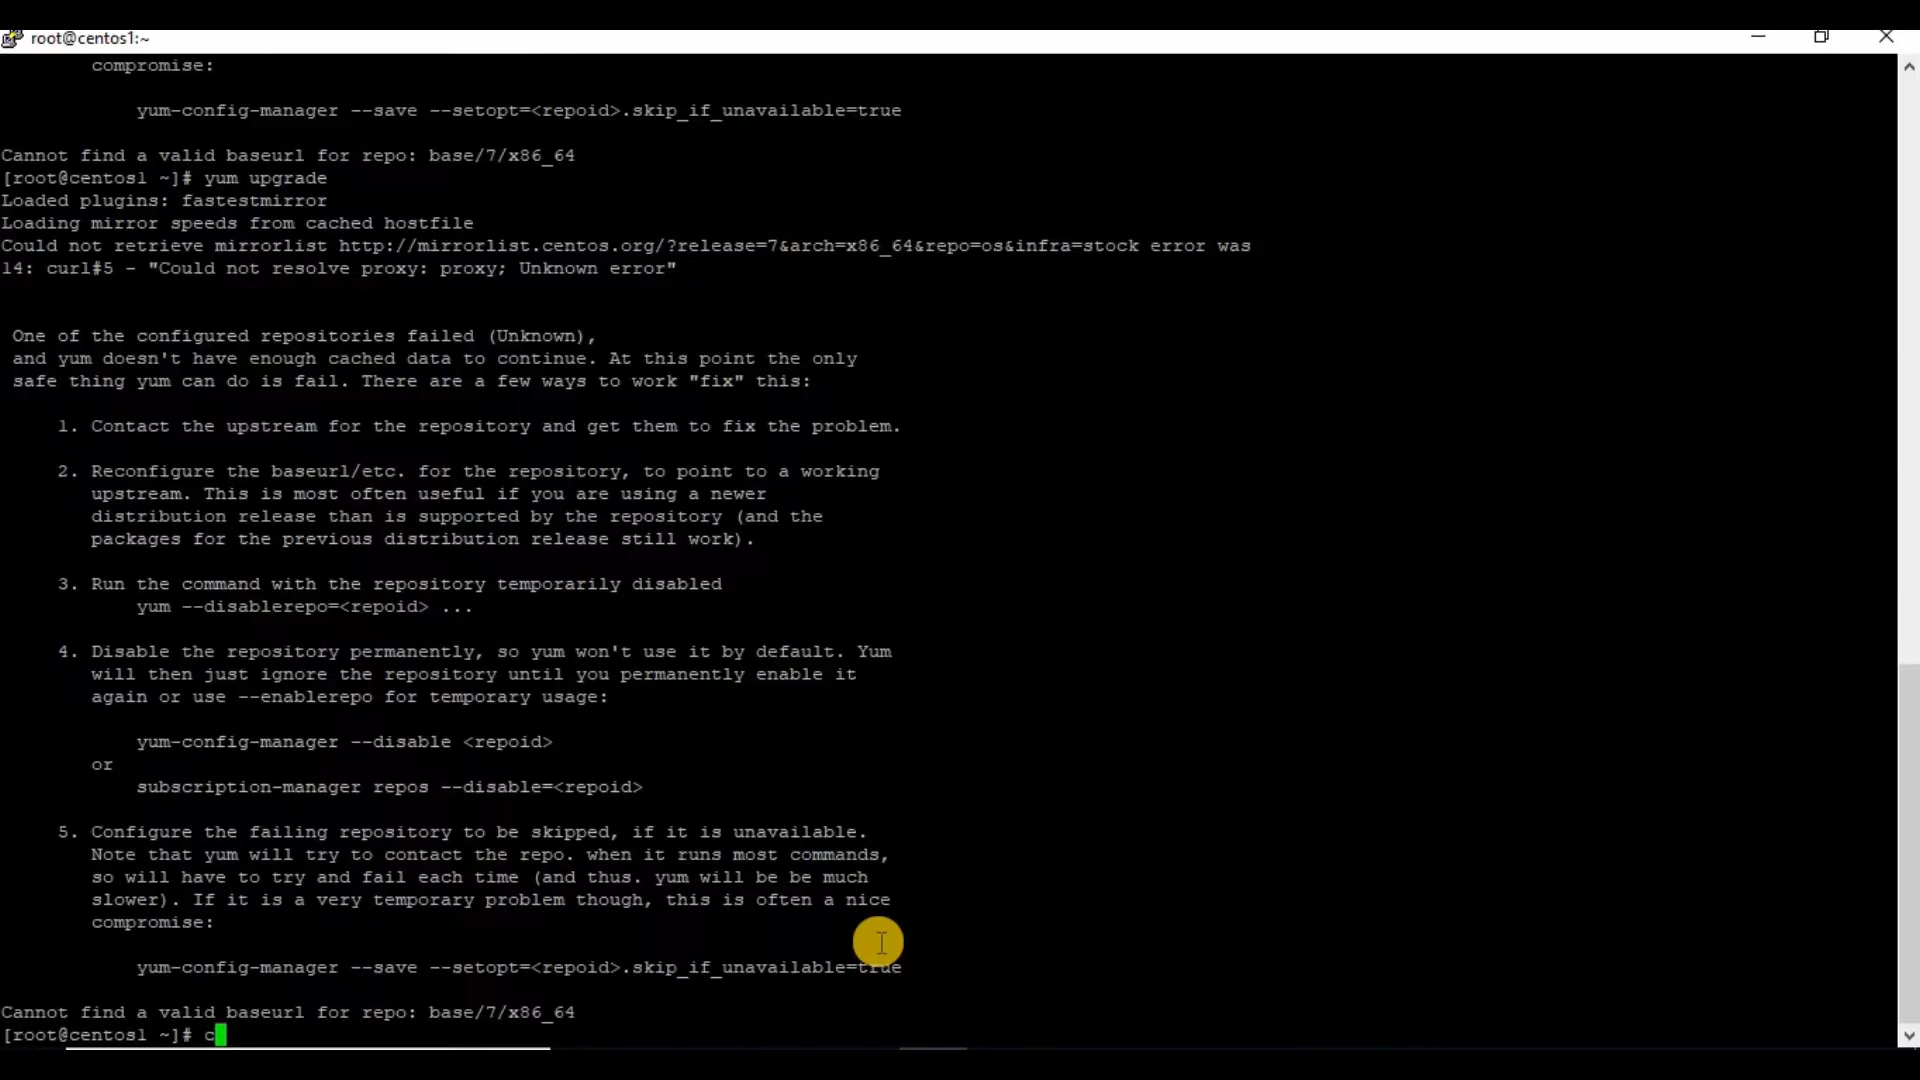 root@centos1:~
compromise:
yum-config-manager --save --setopt=<repoid>.skip_if_unavailable=true
Cannot find a valid baseurl for repo: base/7/x86_64
[root@centos1 ~]# yum upgrade
Loaded plugins: fastestmirror
Loading mirror speeds from cached hostfile
Could not retrieve mirrorlist http://mirrorlist.centos.org/?release=7&arch=x86_64&repo=os&infra=stock error was
14: curl#5 - "Could not resolve proxy: proxy; Unknown error"
One of the configured repositories failed (Unknown),
and yum doesn't have enough cached data to continue. At this point the only
safe thing yum can do is fail. There are a few ways to work "fix" this:
1. Contact the upstream for the repository and get them to fix the problem.
2. Reconfigure the baseurl/etc. for the repository, to point to a working
upstream. This is most often useful if you are using a newer
distribution release than is supported by the repository (and the
packages for the previous distribution release still work).
3. Run the command with the repository temporarily disabled
yum --disablerepo=<repoid> ...
4. Disable the repository permanently, so yum won't use it by default. Yum
will then just ignore the repository until you permanently enable it
again or use --enablerepo for temporary usage:
yum-config-manager --disable <repoid>
or
subscription-manager repos --disable=<repoid>
5. Configure the failing repository to be skipped, if it is unavailable.
Note that yum will try to contact the repo. when it runs most commands,
so will have to try and fail each time (and thus. yum will be be much
slower). If it is a very temporary problem though, this is often a nice
compromise:
yum-config-manager --save --setopt=<repoid>.skip_if_unavailable=true
Cannot find a valid baseurl for repo: base/7/x86_64
[root@centos1 ~]# c